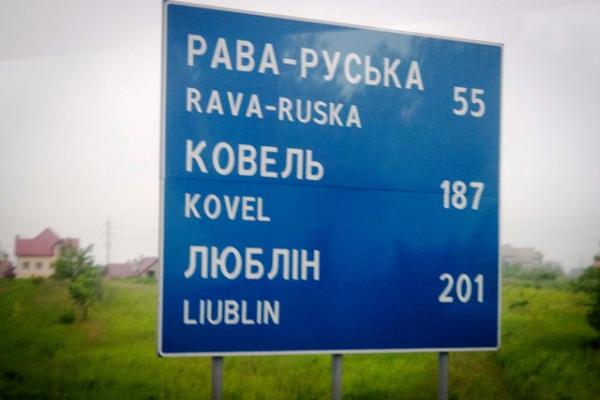 РАВА-РУСЬКА 55
RAVA-RUSKA
КОВЕЛЬ 187
KOVEL
ЛЮБЛІН 201
LIUBLIN